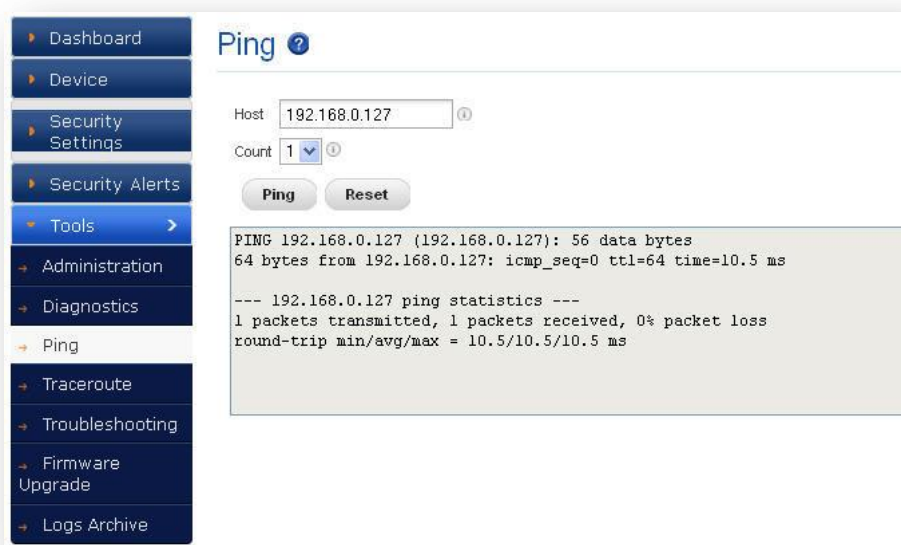 Dashboard
Device
Security
Settings
Security Alerts
Tools
Administration
Diagnostics
Ping
Traceroute
Troubleshooting
Firmware
Upgrade
Logs Archive
Ping
Host 192.168.0.127
Count 1
Ping Reset
PING 192.168.0.127 (192.168.0.127): 56 data bytes
64 bytes from 192.168.0.127: icmp_seq=0 ttl=64 time=10.5 ms
--- 192.168.0.127 ping statistics ---
1 packets transmitted, 1 packets received, 0% packet loss
round-trip min/avg/max = 10.5/10.5/10.5 ms